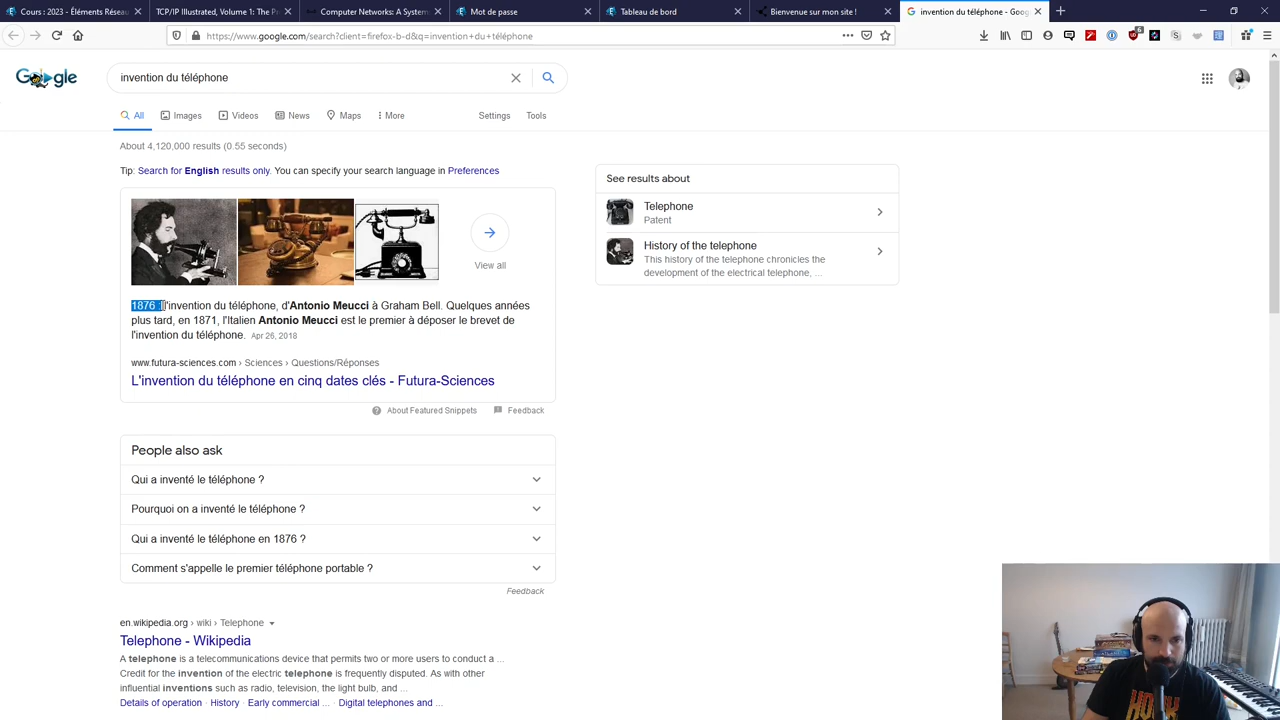 Cours : 2023 - Éléments Réseau
TCP/IP Illustrated, Volume 1: The P
Computer Networks: A System
Mot de passe
Tableau de bord
Bienvenue sur mon site !
invention du téléphone - Goog
https://www.google.com/search?client=firefox-b-d&q=invention+du+téléphone
6
invention du téléphone
All
Images
Videos
News
Maps
More
Settings
Tools
About 4,120,000 results (0.55 seconds)
Tip: Search for English results only. You can specify your search language in Preferences
View all
1876 : l'invention du téléphone, d'Antonio Meucci à Graham Bell. Quelques années
plus tard, en 1871, l'Italien Antonio Meucci est le premier à déposer le brevet de
l'invention du téléphone. Apr 26, 2018
www.futura-sciences.com › Sciences › Questions/Réponses
L'invention du téléphone en cinq dates clés - Futura-Sciences
About Featured Snippets
Feedback
See results about
Telephone
Patent
History of the telephone
This history of the telephone chronicles the
development of the electrical telephone, ...
People also ask
Qui a inventé le téléphone ?
Pourquoi on a inventé le téléphone ?
Qui a inventé le téléphone en 1876 ?
Comment s'appelle le premier téléphone portable ?
Feedback
en.wikipedia.org › wiki › Telephone
Telephone - Wikipedia
A telephone is a telecommunications device that permits two or more users to conduct a ...
Credit for the invention of the electric telephone is frequently disputed. As with other
influential inventions such as radio, television, the light bulb, and ...
Details of operation · History · Early commercial ... · Digital telephones and ...